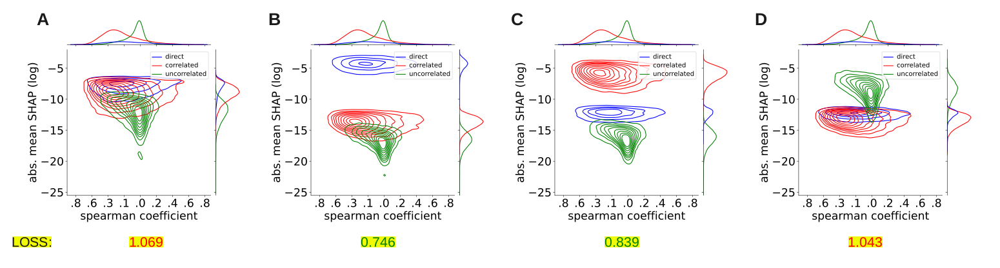 A B C D
direct
correlated
uncorrelated
direct
correlated
uncorrelated
direct
correlated
uncorrelated
direct
correlated
uncorrelated
abs. mean SHAP (log)
−5
−10
−15
−20
−25
abs. mean SHAP (log)
−5
−10
−15
−20
−25
abs. mean SHAP (log)
−5
−10
−15
−20
−25
abs. mean SHAP (log)
−5
−10
−15
−20
−25
.8 .6 .3 .1 .0 .2 .4 .6 .8
spearman coefficient
.8 .6 .3 .1 .0 .2 .4 .6 .8
spearman coefficient
.8 .6 .3 .1 .0 .2 .4 .6 .8
spearman coefficient
.8 .6 .3 .1 .0 .2 .4 .6 .8
spearman coefficient
LOSS: 1.069 0.746 0.839 1.043